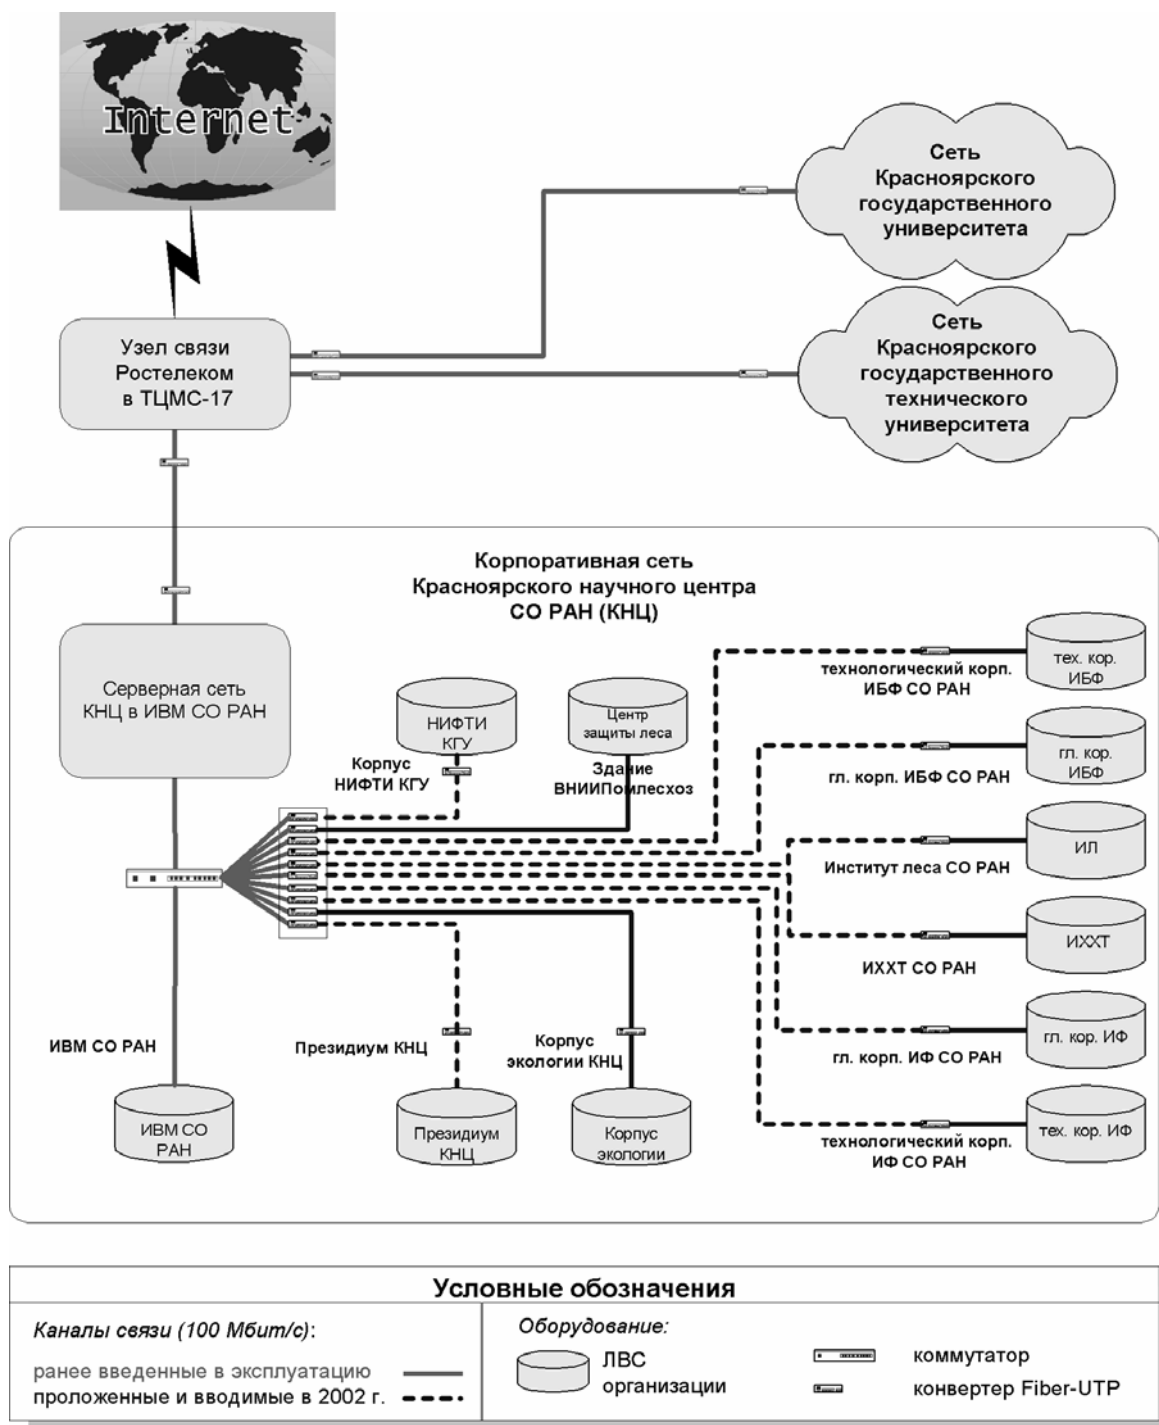 Internet
Сеть
Красноярского
государственного
университета
Сеть
Красноярского
государственного
технического
университета
Узел связи
Ростелеком
в ТЦМС-17
Корпоративная сеть
Красноярского научного центра
СО РАН (КНЦ)
Серверная сеть
КНЦ в ИВМ СО РАН
НИФТИ
КГУ
Центр
защиты леса
Корпус
НИФТИ КГУ
Здание
ВНИИПомлесхоз
тех. кор.
ИБФ
технологический корп.
ИБФ СО РАН
гл. кор.
ИБФ
гл. корп. ИБФ СО РАН
ИЛ
Институт леса СО РАН
ИХХТ
ИХХТ СО РАН
гл. кор. ИФ
гл. корп. ИФ СО РАН
тех. кор. ИФ
технологический корп.
ИФ СО РАН
ИВМ СО РАН
Президиум КНЦ
Корпус
экологии КНЦ
ИВМ СО
РАН
Президиум
КНЦ
Корпус
экологии
Условные обозначения
Каналы связи (100 Мбит/с):
ранее введенные в эксплуатацию
проложенные и вводимые в 2002 г.
Оборудование:
ЛВС
организации
коммутатор
конвертер Fiber-UTP